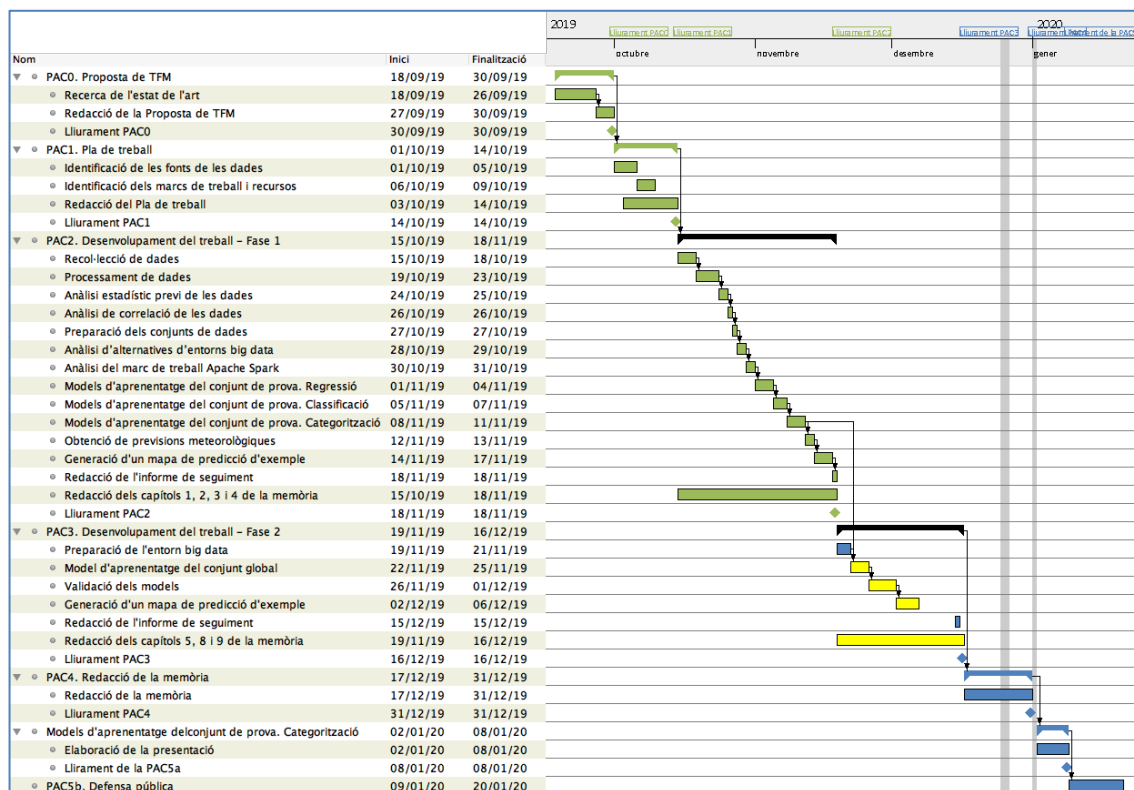 2019 2020
Lliurament PAC0 Lliurament PAC1 Lliurament PAC2 Lliurament PAC3
octubre novembre desembre gener
Nom Inici Finalització
PAC0. Proposta de TFM 18/09/19 30/09/19
Recerca de l'estat de l'art 18/09/19 26/09/19
Redacció de la Proposta de TFM 27/09/19 30/09/19
Lliurament PAC0 30/09/19 30/09/19
PAC1. Pla de treball 01/10/19 14/10/19
Identificació de les fonts de les dades 01/10/19 05/10/19
Identificació dels marcs de treball i recursos 06/10/19 09/10/19
Redacció del Pla de treball 03/10/19 14/10/19
Lliurament PAC1 14/10/19 14/10/19
PAC2. Desenvolupament del treball – Fase 1 15/10/19 18/11/19
Recol·lecció de dades 15/10/19 18/10/19
Processament de dades 19/10/19 23/10/19
Anàlisi estadístic previ de les dades 24/10/19 25/10/19
Anàlisi de correlació de les dades 26/10/19 26/10/19
Preparació dels conjunts de dades 27/10/19 27/10/19
Anàlisi d'alternatives d'entorns big data 28/10/19 29/10/19
Anàlisi del marc de treball Apache Spark 30/10/19 31/10/19
Models d'aprenentatge del conjunt de prova. Regressió 01/11/19 04/11/19
Models d'aprenentatge del conjunt de prova. Classificació 05/11/19 07/11/19
Models d'aprenentatge del conjunt de prova. Categorització 08/11/19 11/11/19
Obtenció de previsions meteorològiques 12/11/19 13/11/19
Generació d'un mapa de predicció d'exemple 14/11/19 17/11/19
Redacció de l'informe de seguiment 18/11/19 18/11/19
Redacció dels capítols 1, 2, 3 i 4 de la memòria 15/10/19 18/11/19
Lliurament PAC2 18/11/19 18/11/19
PAC3. Desenvolupament del treball – Fase 2 19/11/19 16/12/19
Preparació de l'entorn big data 19/11/19 21/11/19
Model d'aprenentatge del conjunt global 22/11/19 25/11/19
Validació dels models 26/11/19 01/12/19
Generació d'un mapa de predicció d'exemple 02/12/19 06/12/19
Redacció de l'informe de seguiment 15/12/19 15/12/19
Redacció dels capítols 5, 8 i 9 de la memòria 19/11/19 16/12/19
Lliurament PAC3 16/12/19 16/12/19
PAC4. Redacció de la memòria 17/12/19 31/12/19
Redacció de la memòria 17/12/19 31/12/19
Lliurament PAC4 31/12/19 31/12/19
Models d'aprenentatge delconjunt de prova. Categorització 02/01/20 08/01/20
Elaboració de la presentació 02/01/20 08/01/20
Llirament de la PAC5a 08/01/20 08/01/20
PAC5b. Defensa pública 09/01/20 20/01/20